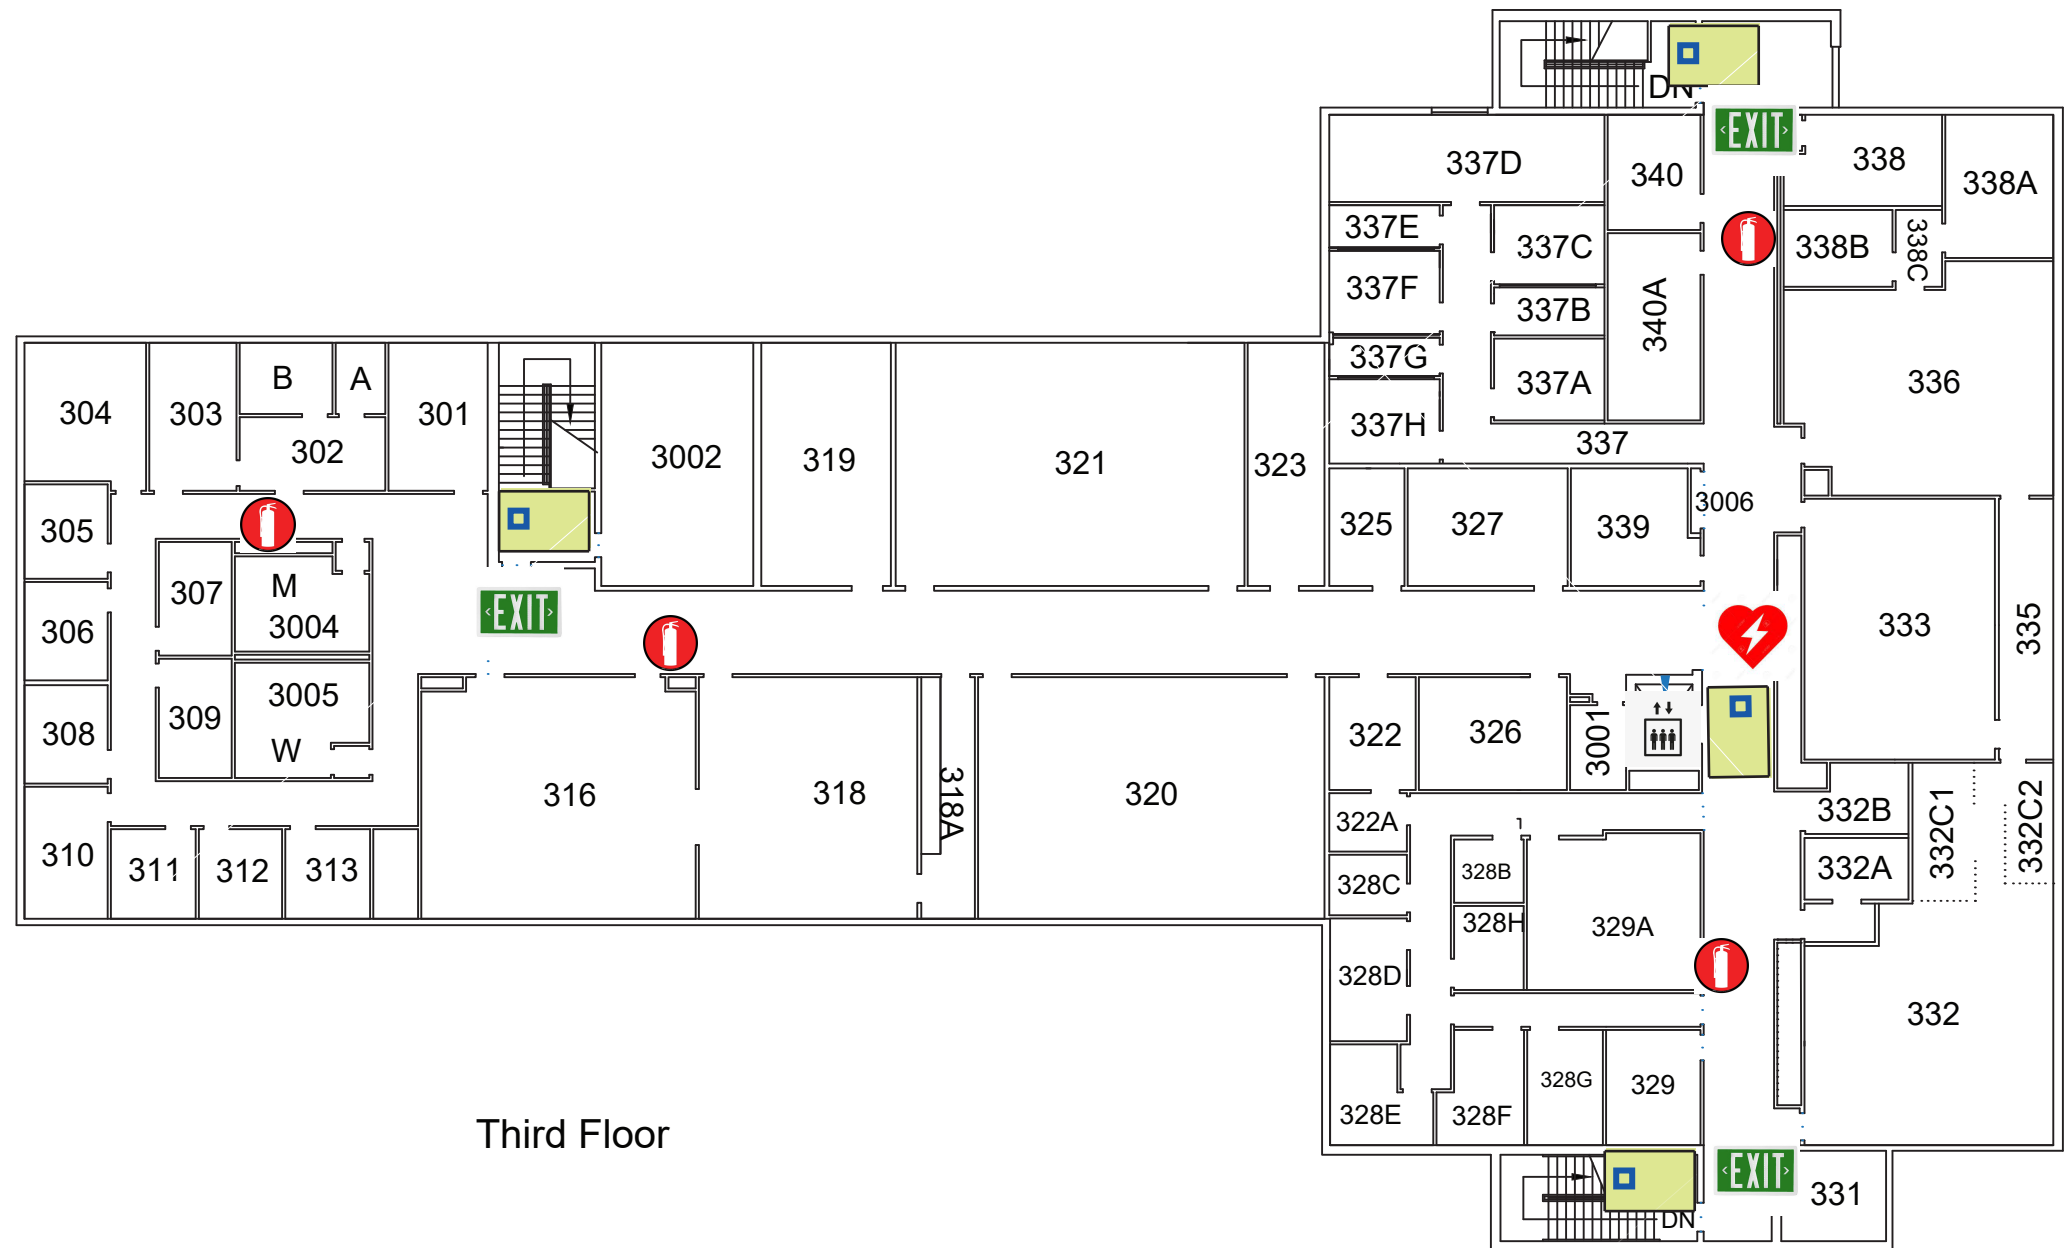 DN
EXIT
337D
340
338
338A
337E
337C
338B
338C
337F
337B
340A
337G
337A
336
337H
337
B
A
304
303
301
302
3002
319
321
323
325
327
339
3006
305
307
M
3004
306
EXIT
333
335
3005
W
309
308
322
326
3001
316
318
318A
320
322A
332B
332C1
332C2
332A
310
311
312
313
328C
328B
328H
329A
328D
332
328G
329
328E
328F
Third Floor
EXIT
331
DN